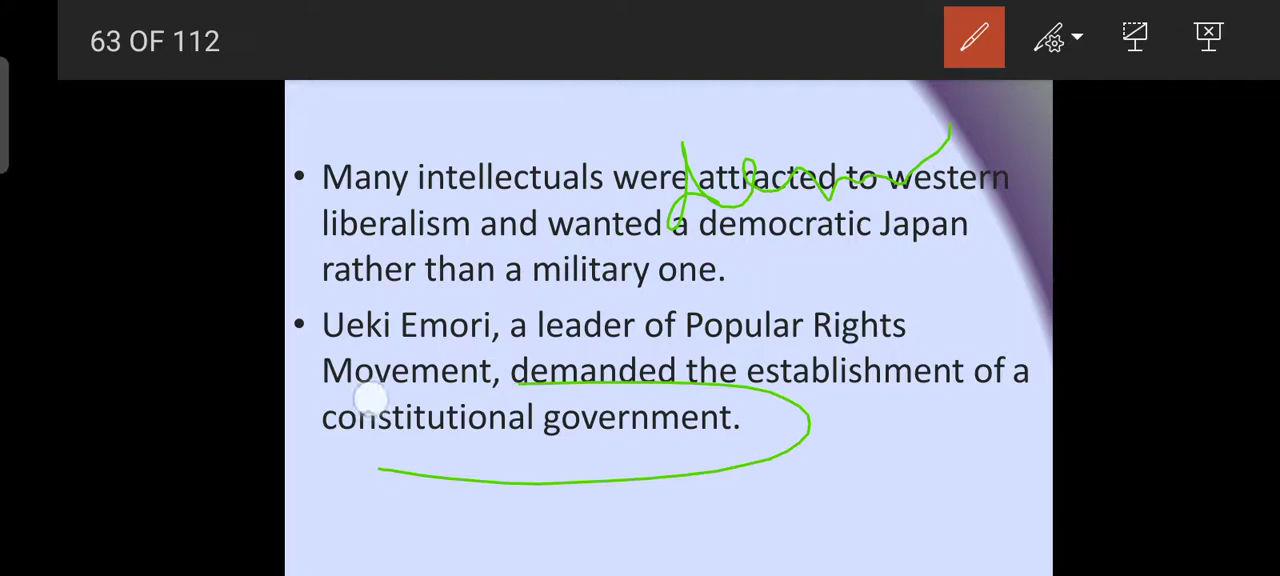 63 OF 112
• Many intellectuals were attracted to western
liberalism and wanted a democratic Japan
rather than a military one.
• Ueki Emori, a leader of Popular Rights
Movement, demanded the establishment of a
constitutional government.